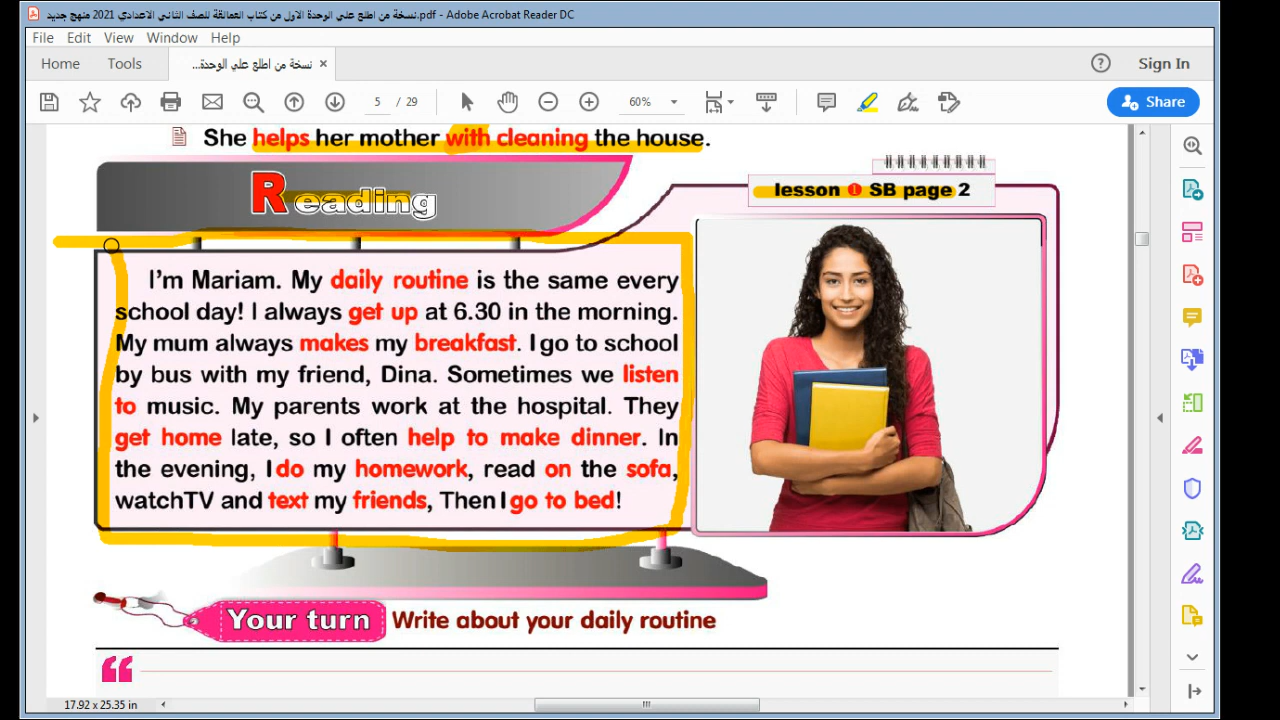 نسخة من اطلع علي الوحدة الاول من كتاب العمالقة للصف الثاني الاعدادي 2021 منهج جديد.pdf - Adobe Acrobat Reader DC
File Edit View Window Help
Home Tools نسخة من اطلع علي الوحدة... × ? Sign In
5 / 29 60% Share
She helps her mother with cleaning the house.
Reading
lesson 1 SB page 2
I'm Mariam. My daily routine is the same every
school day! I always get up at 6.30 in the morning.
My mum always makes my breakfast. I go to school
by bus with my friend, Dina. Sometimes we listen
to music. My parents work at the hospital. They
get home late, so I often help to make dinner. In
the evening, I do my homework, read on the sofa,
watchTV and text my friends, Then I go to bed!
Your turn Write about your daily routine
17.92 x 25.35 in